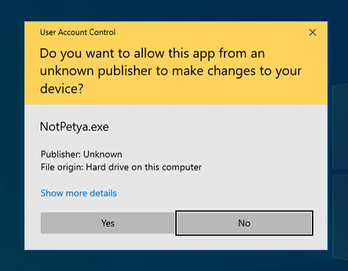 User Account Control
Do you want to allow this app from an
unknown publisher to make changes to your
device?
NotPetya.exe
Publisher: Unknown
File origin: Hard drive on this computer
Show more details
Yes
No